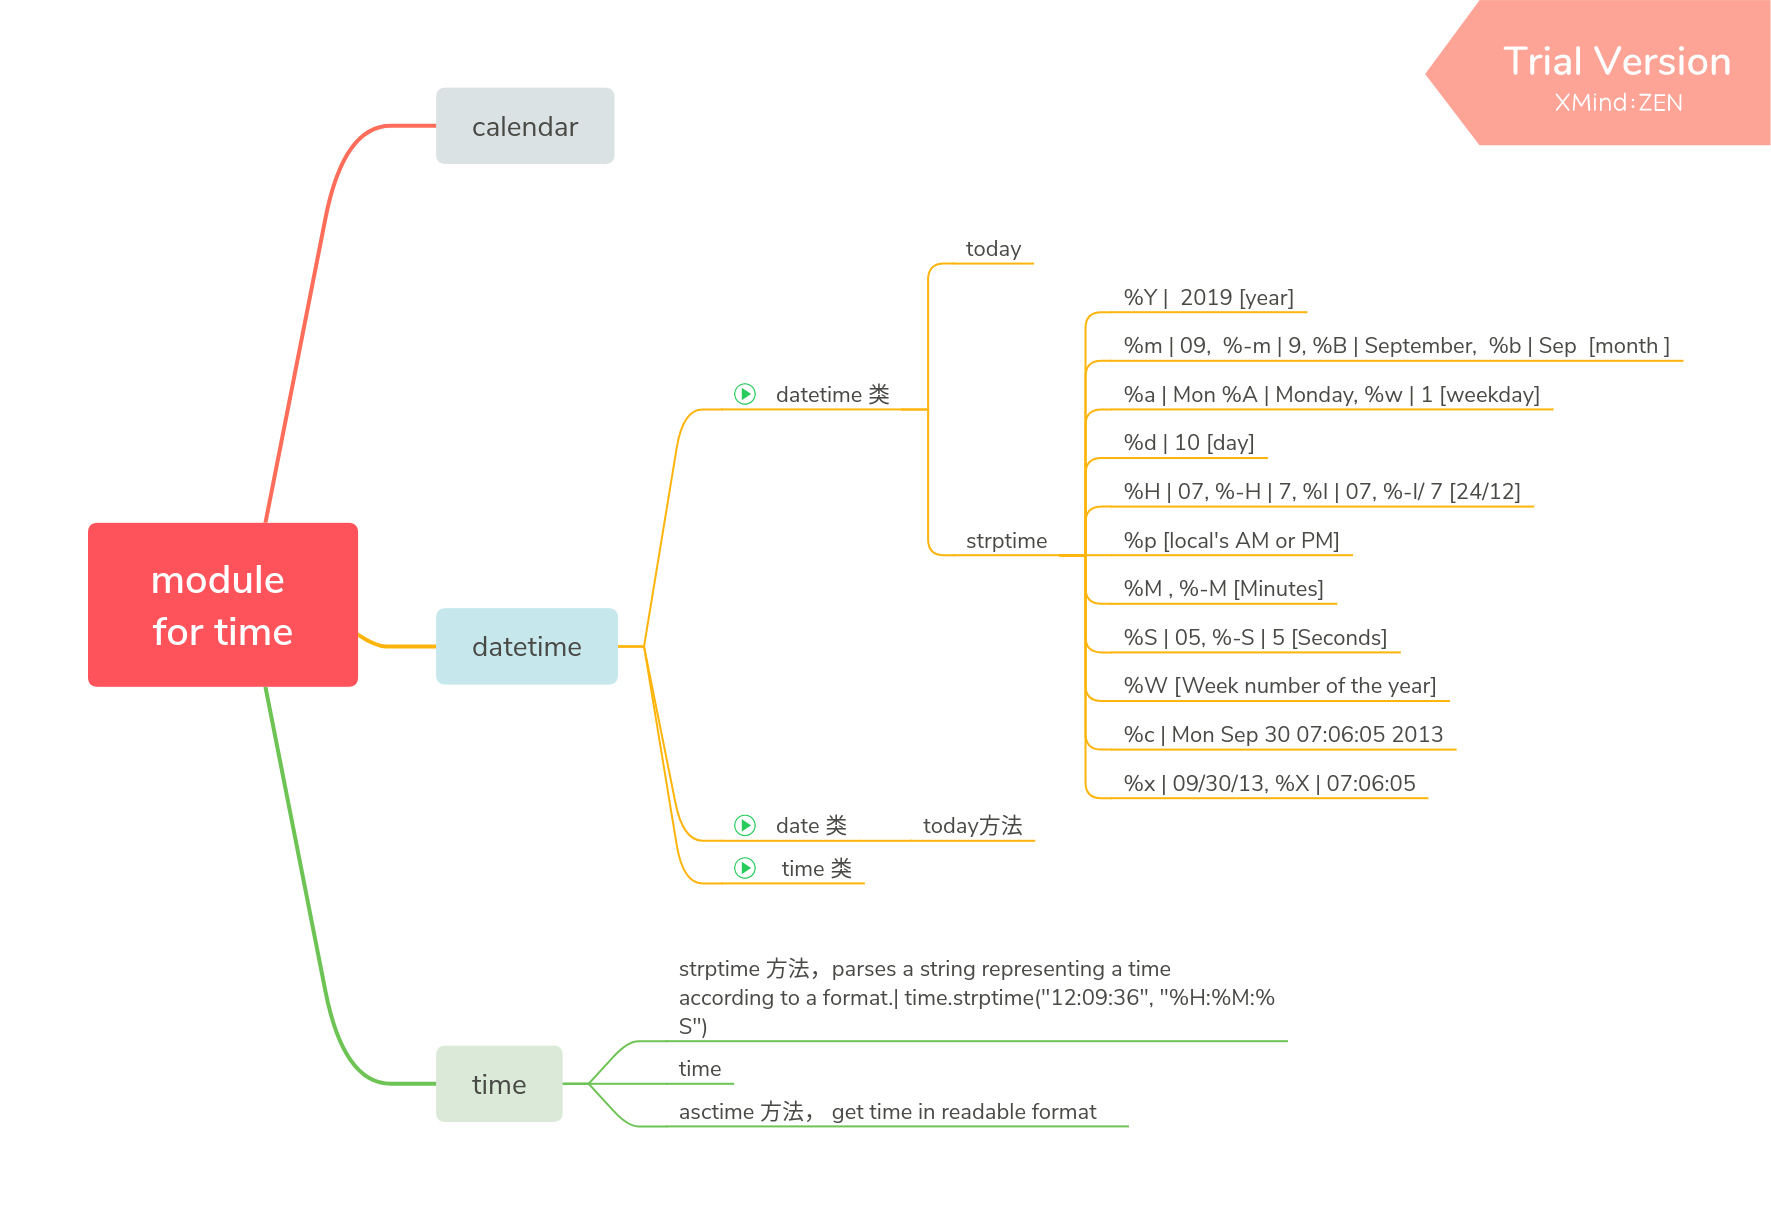 Trial Version
XMind:ZEN
calendar
module
for time
datetime
datetime 类
today
strptime
%Y |  2019 [year]
%m | 09,  %-m | 9, %B | September,  %b | Sep  [month ]
%a | Mon %A | Monday, %w | 1 [weekday]
%d | 10 [day]
%H | 07, %-H | 7, %I | 07, %-I/ 7 [24/12]
%p [local's AM or PM]
%M , %-M [Minutes]
%S | 05, %-S | 5 [Seconds]
%W [Week number of the year]
%c | Mon Sep 30 07:06:05 2013
%x | 09/30/13, %X | 07:06:05
date 类
today方法
time 类
time
strptime 方法，parses a string representing a time
according to a format.| time.strptime("12:09:36", "%H:%M:%
S")
time
asctime 方法， get time in readable format